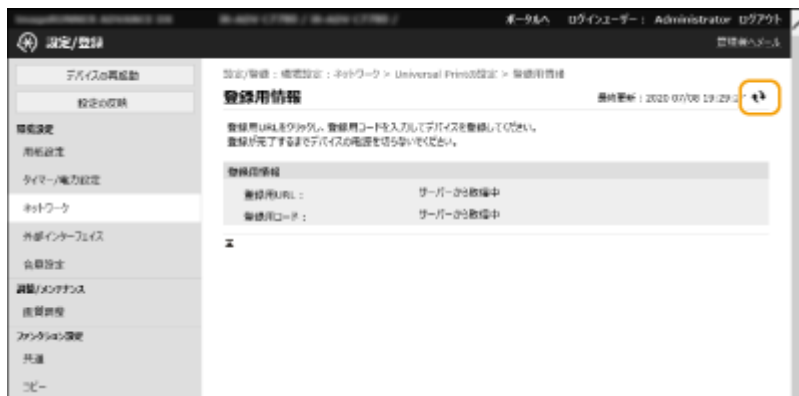 ポータルへ ログインユーザー： Administrator ログアウト
設定/登録
管理者へメール
デバイスの再起動
設定の反映
環境設定
用紙設定
タイマー/電力設定
ネットワーク
外部インターフェイス
音量設定
調整/メンテナンス
画質調整
ファンクション設定
共通
コピー
設定/登録 : 環境設定 : ネットワーク > Universal Printの設定 > 登録用情報
登録用情報
最終更新 : 2020 07/08 19:29:
登録用URLをクリックし、登録用コードを入力してデバイスを登録してください。
登録が完了するまでデバイスの電源を切らないでください。
登録用情報
登録用URL : サーバーから取得中
登録用コード : サーバーから取得中